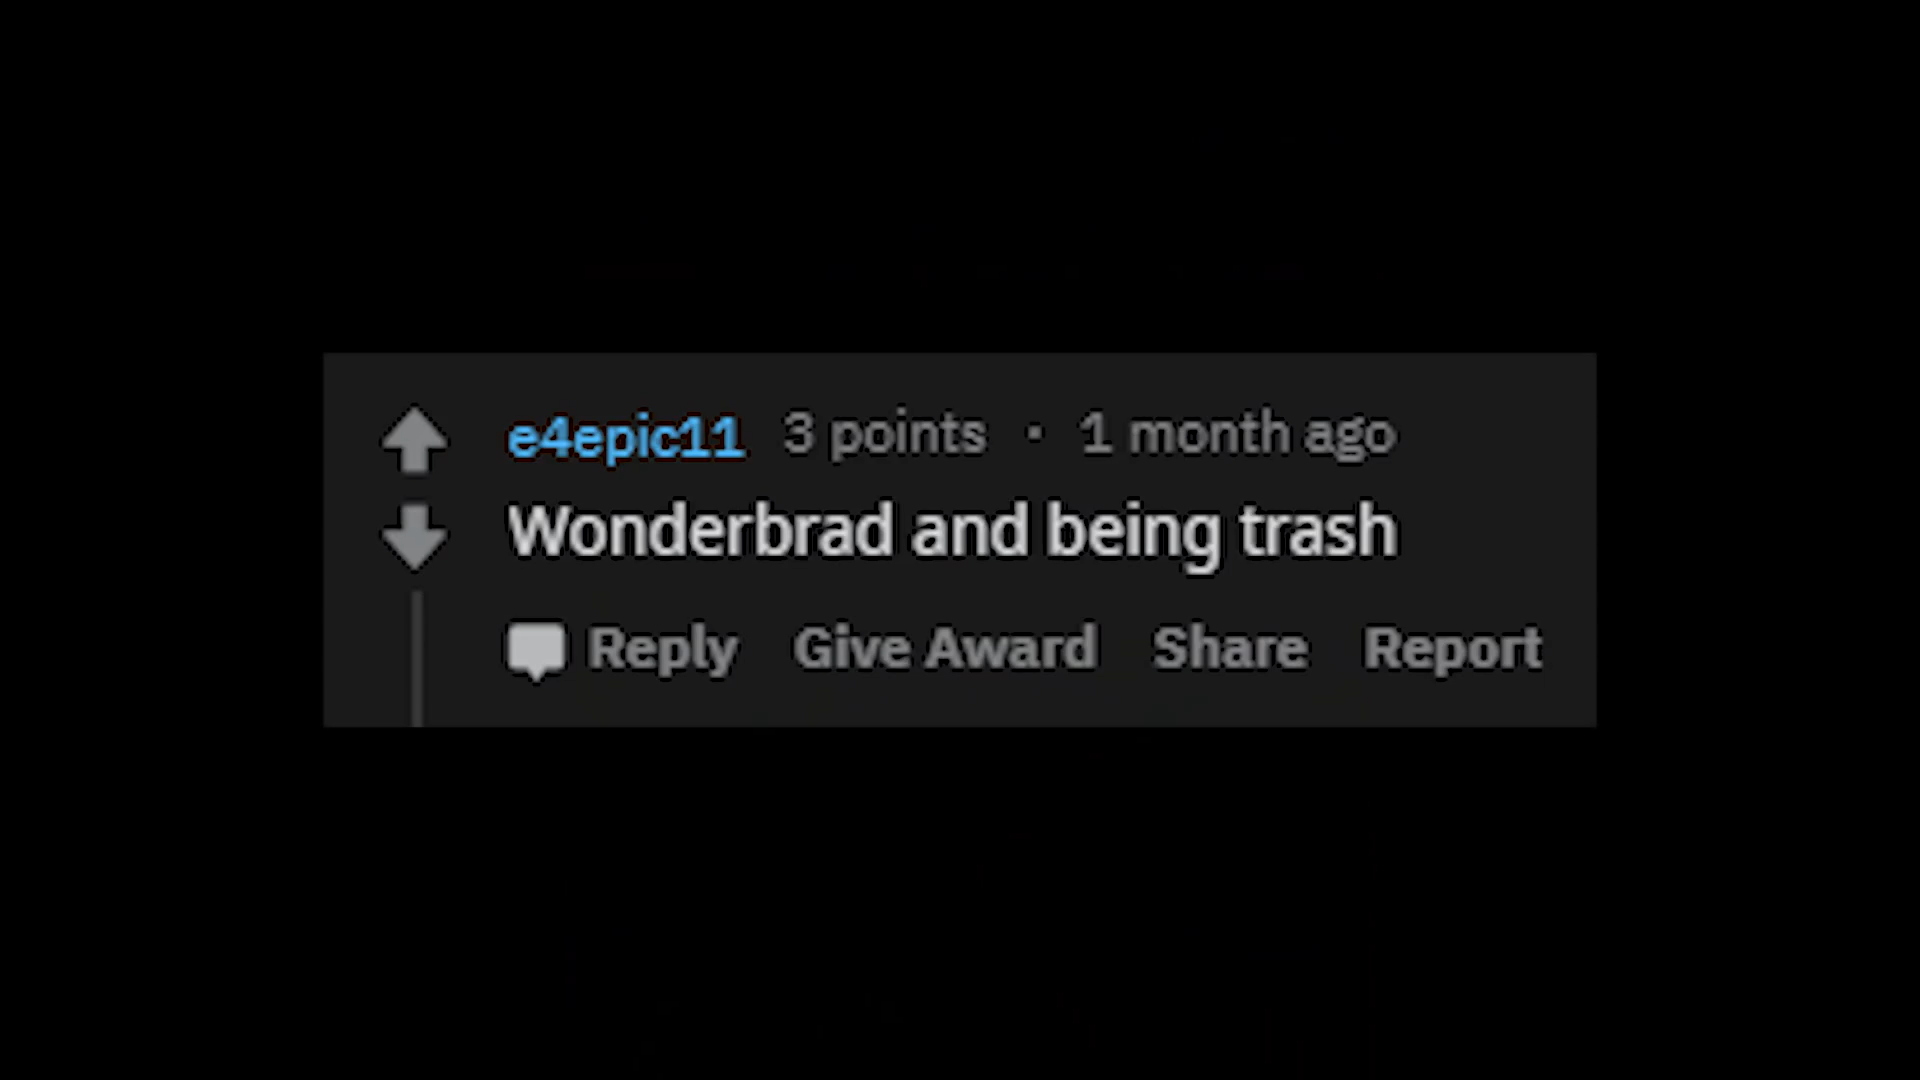 e4epic11 3 points · 1 month ago
Wonderbrad and being trash
Reply Give Award Share Report